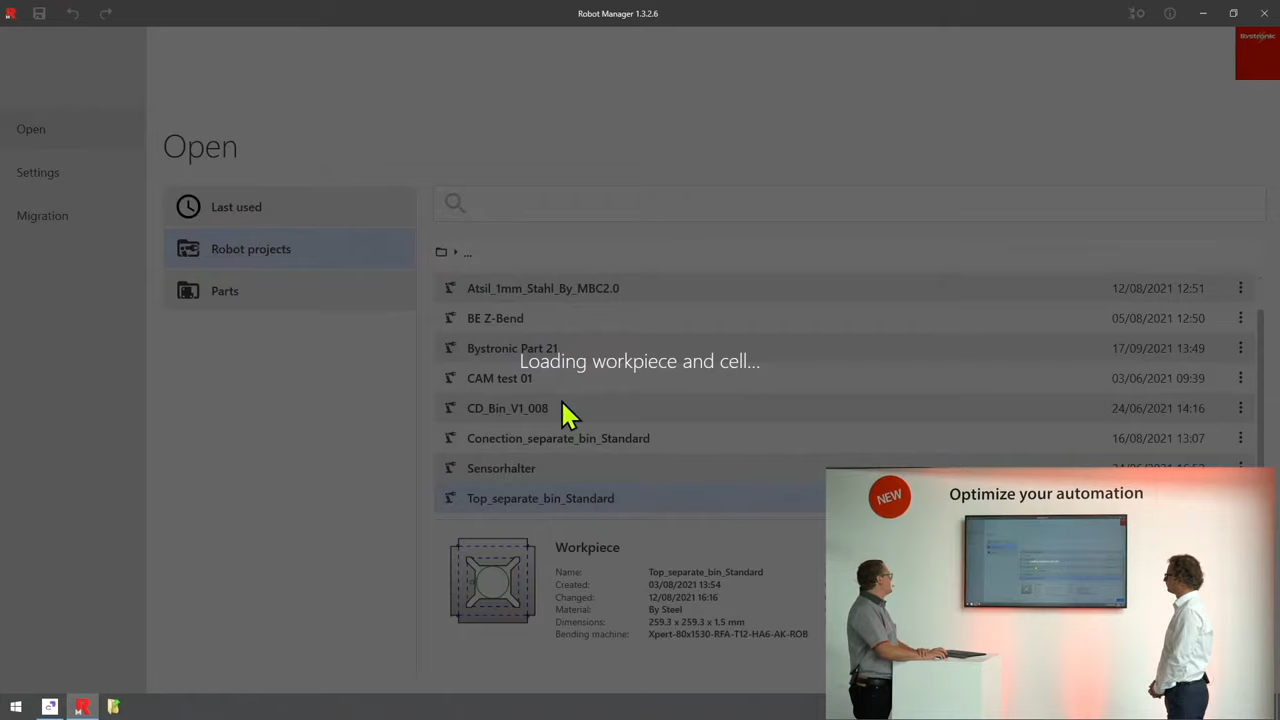 Robot Manager 1.3.2.6
Bystronic
Open
Settings
Migration
Open
Last used
Robot projects
Parts
...
Atsil_1mm_Stahl_By_MBC2.0 12/08/2021 12:51
BE Z-Bend 05/08/2021 12:50
Bystronic Part 21 17/09/2021 13:49
Loading workpiece and cell...
CAM test 01 03/06/2021 09:39
CD_Bin_V1_008 24/06/2021 14:16
Conection_separate_bin_Standard 16/08/2021 13:07
Sensorhalter
Top_separate_bin_Standard
Workpiece
Name: Top_separate_bin_Standard
Created: 03/08/2021 13:54
Changed: 12/08/2021 16:16
Material: By Steel
Dimensions: 259.3 x 259.3 x 1.5 mm
Bending machine: Xpert-80x1530-RFA-T12-HA6-AK-ROB
NEW
Optimize your automation